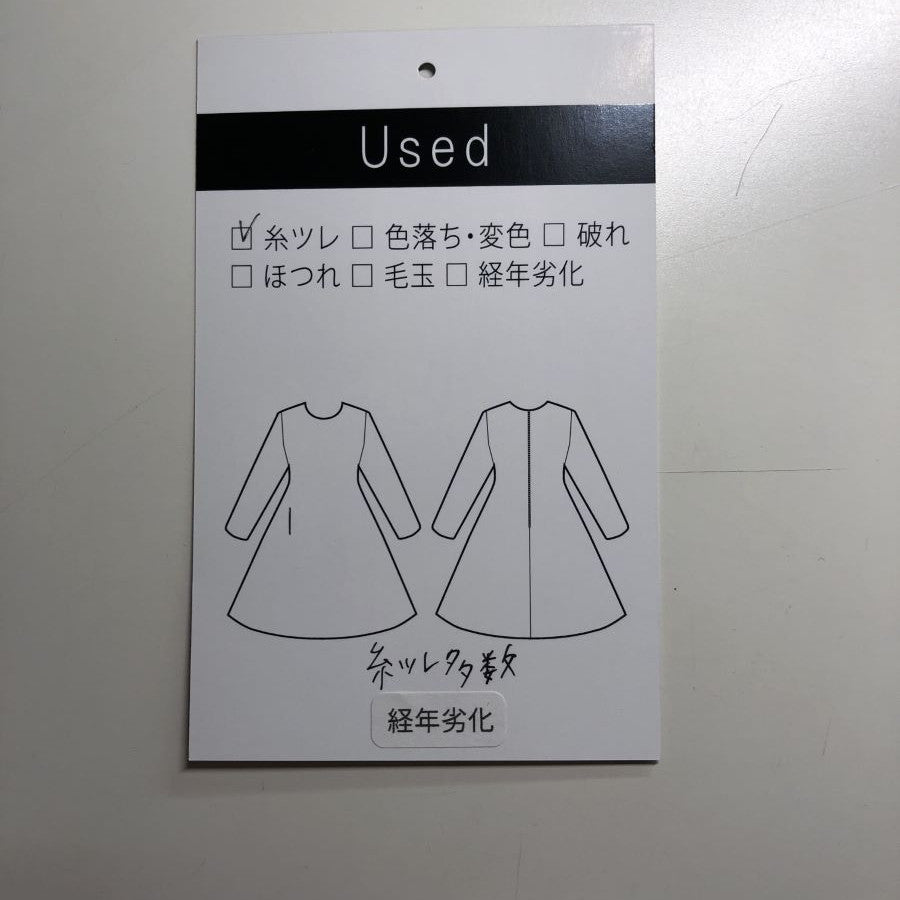 Used
☑ 糸ツレ □ 色落ち・変色 □ 破れ
□ ほつれ □ 毛玉 □ 経年劣化
糸ツレ多数
経年劣化